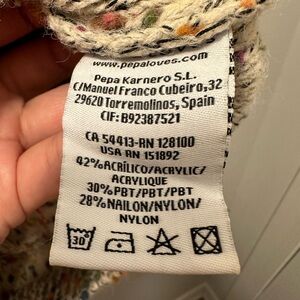 www.pepaloves.com
Pepa Karnero S.L.
C/Manuel Franco Cubeiro,32
29620 Torremolinos, Spain
CIF: B92387521
CA 54413-RN 128100
USA RN 151892
42%ACRÍLICO/ACRYLIC/
ACRYLIQUE
30%PBT/PBT/PBT
28%NAILON/NYLON/
NYLON
30°